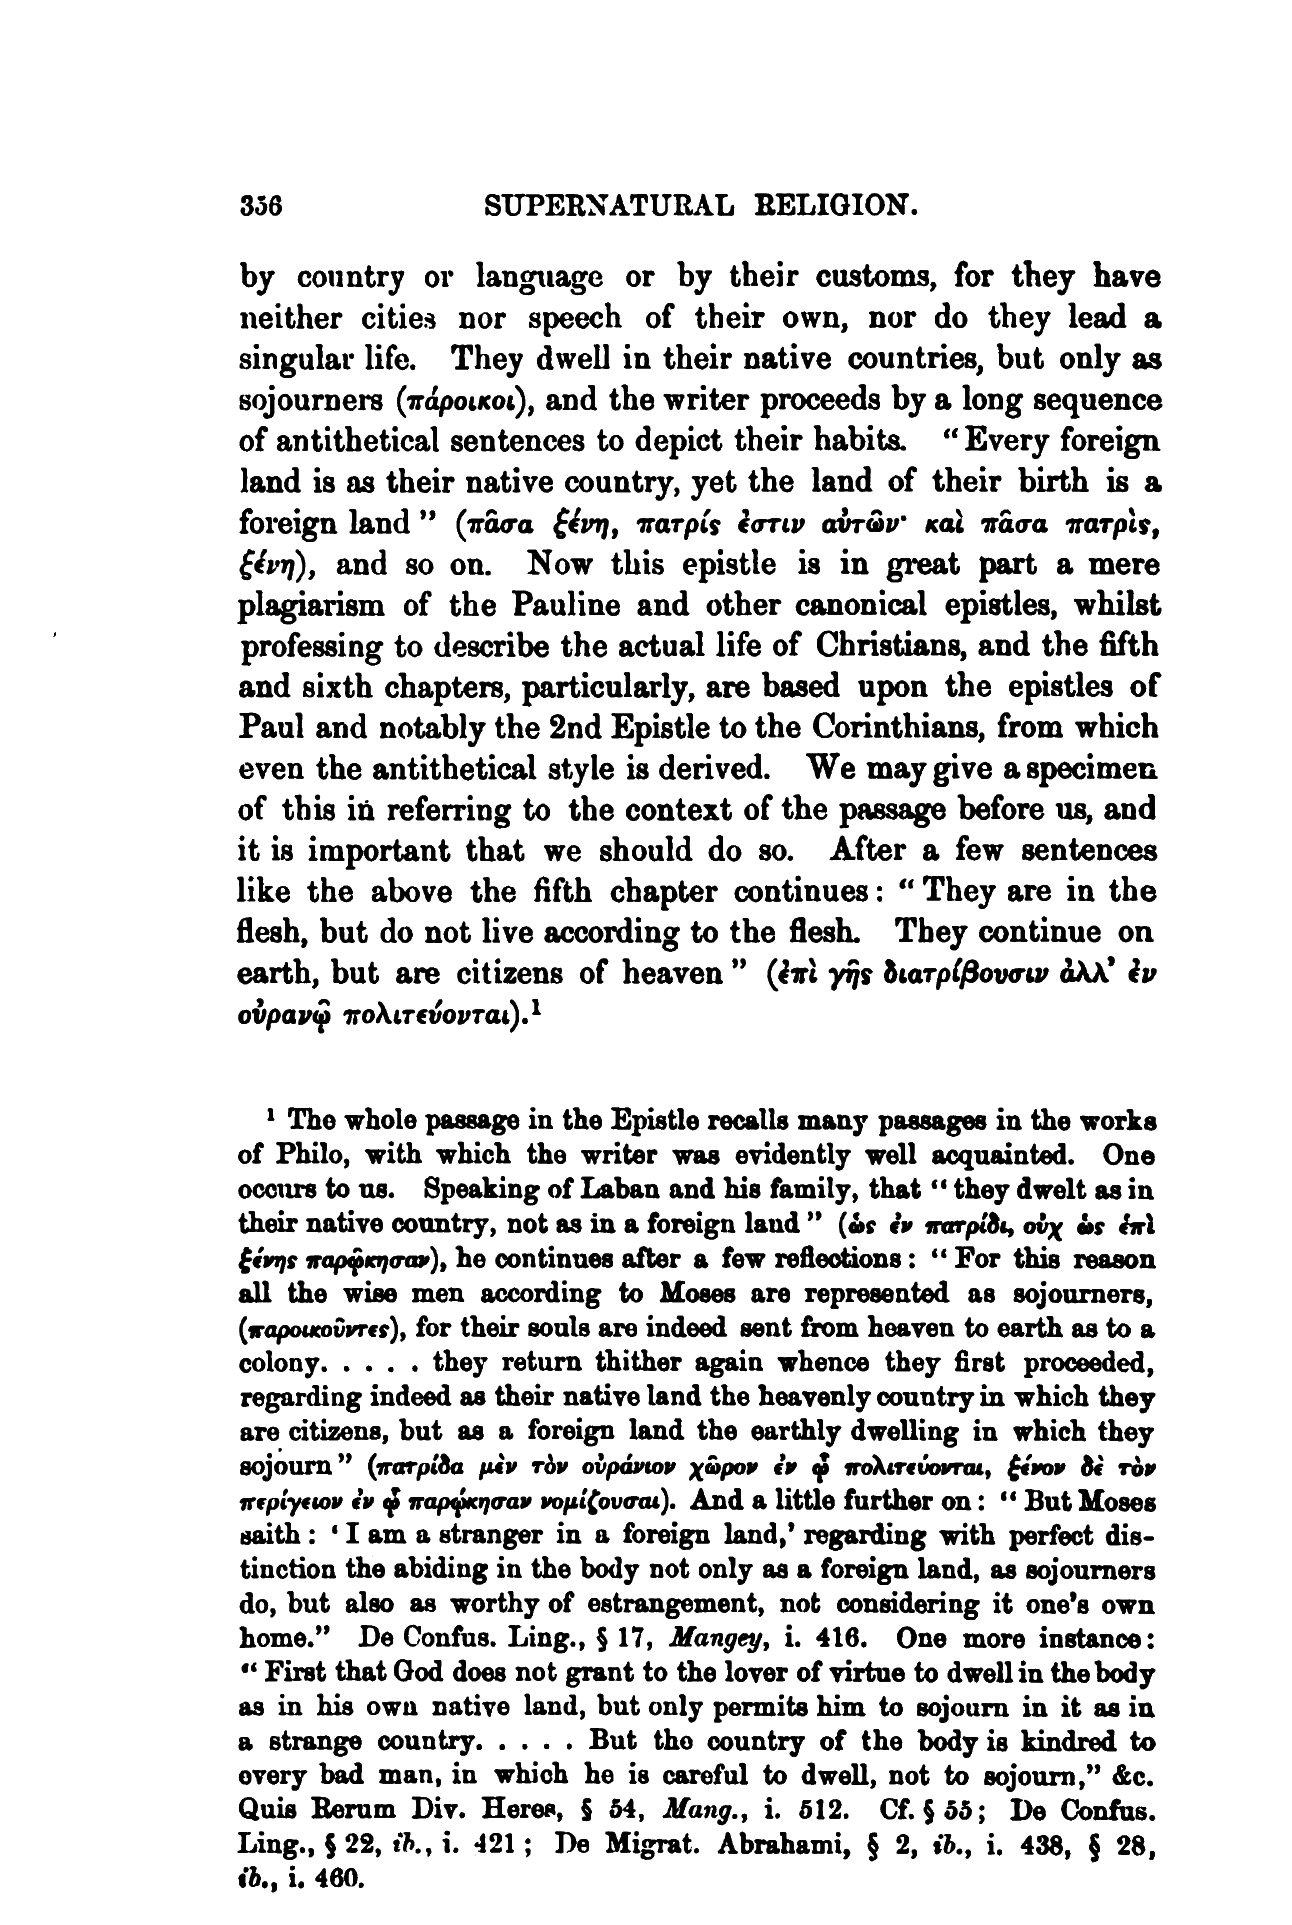 356 SUPERNATURAL RELIGION.
by country or language or by their customs, for they have
neither cities nor speech of their own, nor do they lead a
singular life. They dwell in their native countries, but only as
sojourners (πάροικοι), and the writer proceeds by a long sequence
of antithetical sentences to depict their habits. “Every foreign
land is as their native country, yet the land of their birth is a
foreign land” (πᾶσα ξένη, πατρίς ἐστιν αὐτῶν· καὶ πᾶσα πατρὶς,
ξένη), and so on. Now this epistle is in great part a mere
plagiarism of the Pauline and other canonical epistles, whilst
professing to describe the actual life of Christians, and the fifth
and sixth chapters, particularly, are based upon the epistles of
Paul and notably the 2nd Epistle to the Corinthians, from which
even the antithetical style is derived. We may give a specimen
of this in referring to the context of the passage before us, and
it is important that we should do so. After a few sentences
like the above the fifth chapter continues: “They are in the
flesh, but do not live according to the flesh. They continue on
earth, but are citizens of heaven” (ἐπὶ γῆς διατρίβουσιν ἀλλ’ ἐν
οὐρανῷ πολιτεύονται).¹
¹ The whole passage in the Epistle recalls many passages in the works
of Philo, with which the writer was evidently well acquainted. One
occurs to us. Speaking of Laban and his family, that “they dwelt as in
their native country, not as in a foreign land” (ὡς ἐν πατρίδι, οὐχ ὡς ἐπὶ
ξένης παρῷκησαν), he continues after a few reflections: “For this reason
all the wise men according to Moses are represented as sojourners,
(παροικοῦντες), for their souls are indeed sent from heaven to earth as to a
colony. . . . . they return thither again whence they first proceeded,
regarding indeed as their native land the heavenly country in which they
are citizens, but as a foreign land the earthly dwelling in which they
sojourn” (πατρίδα μὲν τὸν οὐράνιον χῶρον ἐν ᾧ πολιτεύονται, ξένον δὲ τὸν
περίγειον ἐν ᾧ παρῴκησαν νομίζουσαι). And a little further on: “But Moses
saith: ‘I am a stranger in a foreign land,’ regarding with perfect dis-
tinction the abiding in the body not only as a foreign land, as sojourners
do, but also as worthy of estrangement, not considering it one’s own
home.” De Confus. Ling., § 17, Mangey, i. 416. One more instance:
“First that God does not grant to the lover of virtue to dwell in the body
as in his own native land, but only permits him to sojourn in it as in
a strange country. . . . . But the country of the body is kindred to
every bad man, in which he is careful to dwell, not to sojourn,” &c.
Quis Rerum Div. Heres, § 54, Mang., i. 512. Cf. § 55; De Confus.
Ling., § 22, ib., i. 421; De Migrat. Abrahami, § 2, ib., i. 438, § 28,
ib., i. 460.